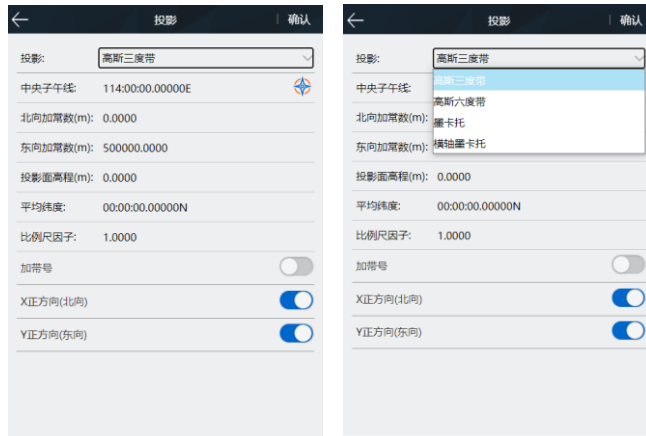 投影
确认
投影:
高斯三度带
中央子午线:
114:00:00.00000E
北向加常数(m):
0.0000
东向加常数(m):
500000.0000
投影面高程(m):
0.0000
平均纬度:
00:00:00.00000N
比例尺因子:
1.0000
加带号
X正方向(北向)
Y正方向(东向)
投影
确认
投影:
高斯三度带
高斯三度带
中央子午线:
高斯六度带
北向加常数(m):
墨卡托
东向加常数(m):
横轴墨卡托
投影面高程(m):
0.0000
平均纬度:
00:00:00.00000N
比例尺因子:
1.0000
加带号
X正方向(北向)
Y正方向(东向)